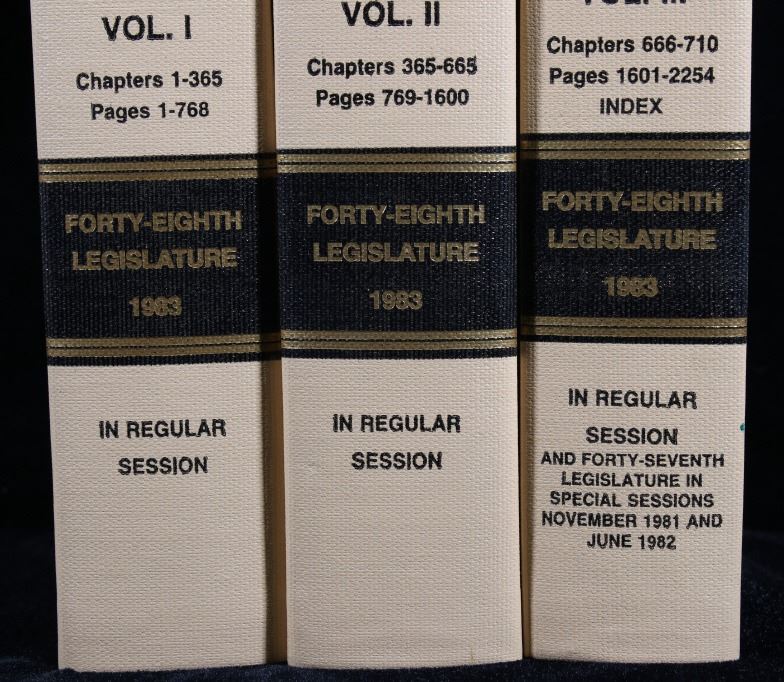 VOL. I
Chapters 1-365
Pages 1-768
FORTY-EIGHTH
LEGISLATURE
1983
IN REGULAR
SESSION
VOL. II
Chapters 365-665
Pages 769-1600
FORTY-EIGHTH
LEGISLATURE
1983
IN REGULAR
SESSION
Chapters 666-710
Pages 1601-2254
INDEX
FORTY-EIGHTH
LEGISLATURE
1983
IN REGULAR
SESSION
AND FORTY-SEVENTH
LEGISLATURE IN
SPECIAL SESSIONS
NOVEMBER 1981 AND
JUNE 1982